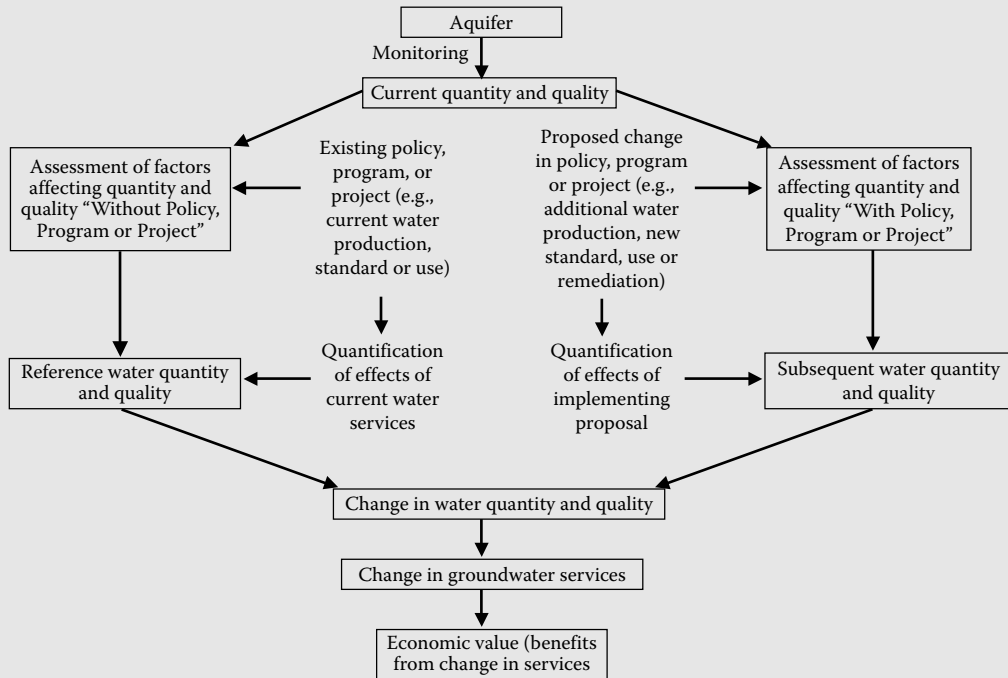 Aquifer
Monitoring
Current quantity and quality
Assessment of factors
affecting quantity and
quality “Without Policy,
Program or Project”
Existing policy,
program, or
project (e.g.,
current water
production,
standard or use)
Proposed change
in policy, program
or project (e.g.,
additional water
production, new
standard, use or
remediation)
Assessment of factors
affecting quantity and
quality “With Policy,
Program or Project”
Reference water quantity
and quality
Quantification
of effects of
current water
services
Quantification
of effects of
implementing
proposal
Subsequent water quantity
and quality
Change in water quantity and quality
Change in groundwater services
Economic value (benefits
from change in services